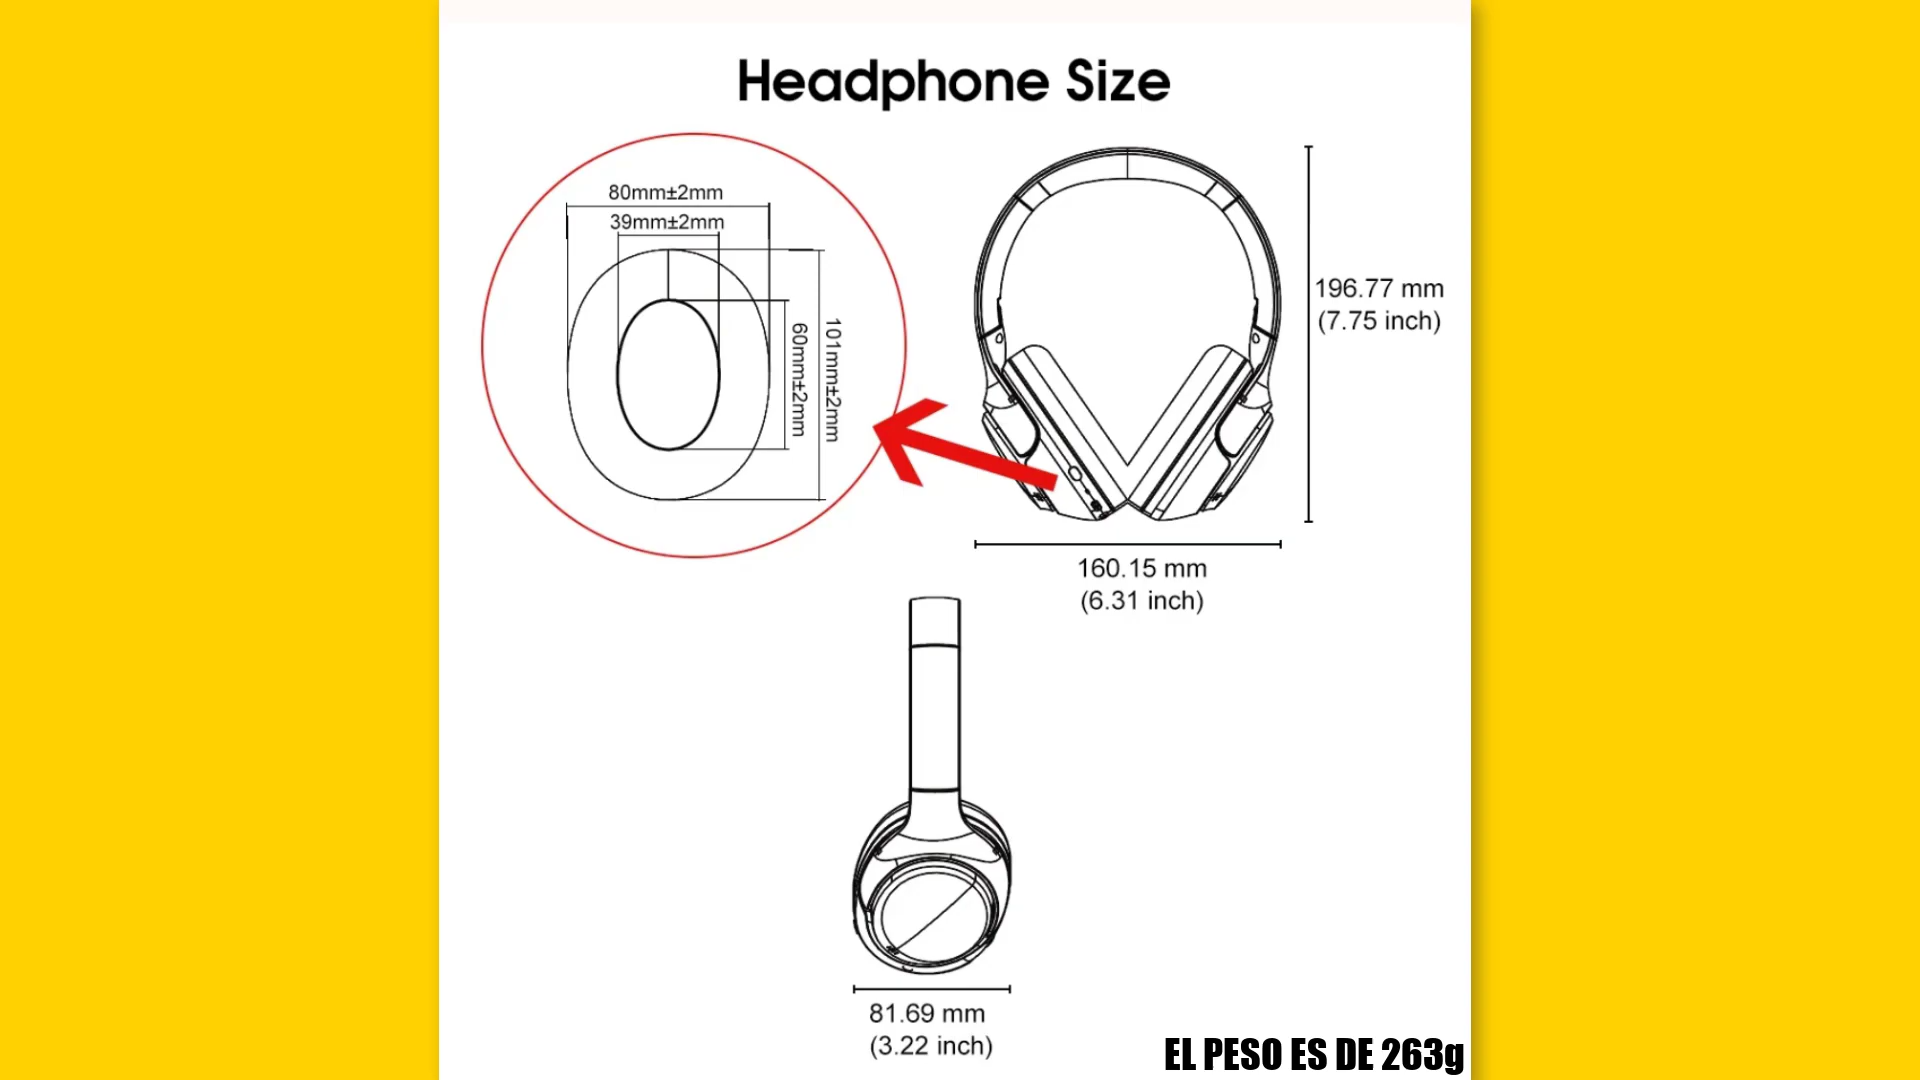 Headphone Size
80mm±2mm
39mm±2mm
60mm±2mm
101mm±2mm
196.77 mm
(7.75 inch)
160.15 mm
(6.31 inch)
81.69 mm
(3.22 inch)
EL PESO ES DE 263g